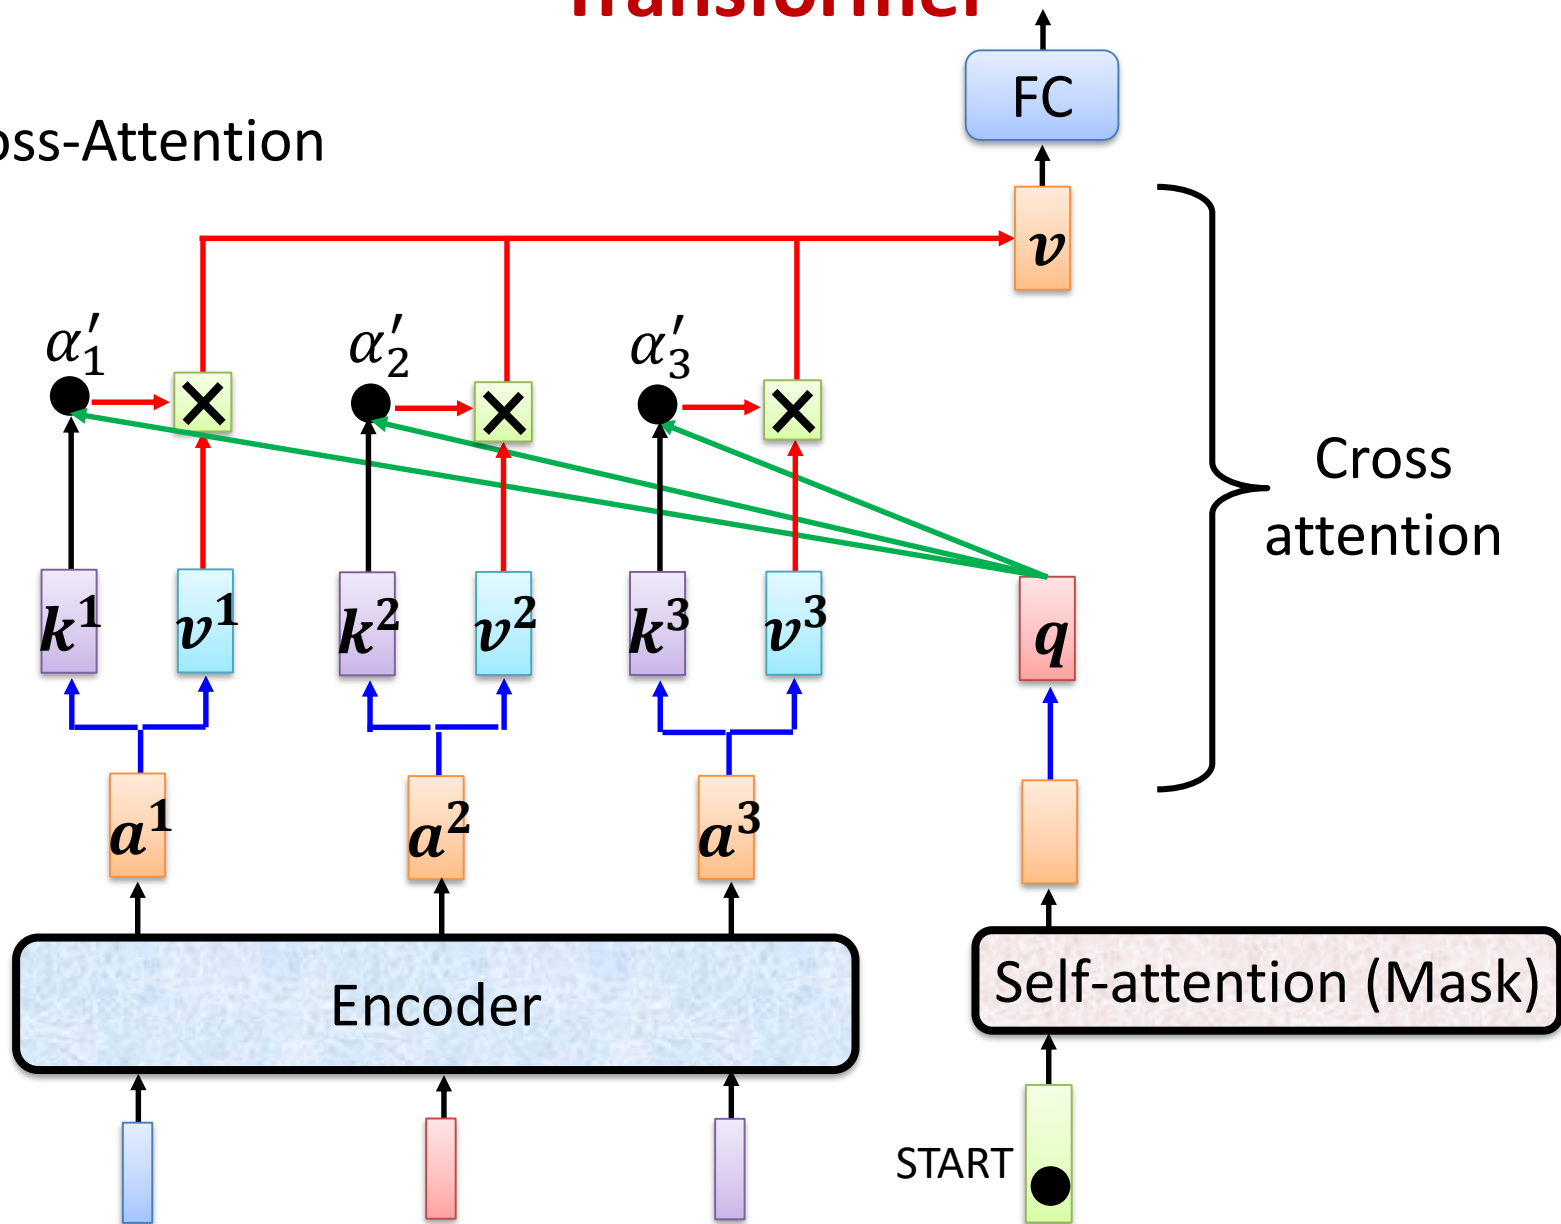 Transformer
FC
oss-Attention
v
α′₁ α′₂ α′₃
× × ×
Cross
attention
k¹ v¹ k² v² k³ v³ q
a¹ a² a³
Encoder
Self-attention (Mask)
START